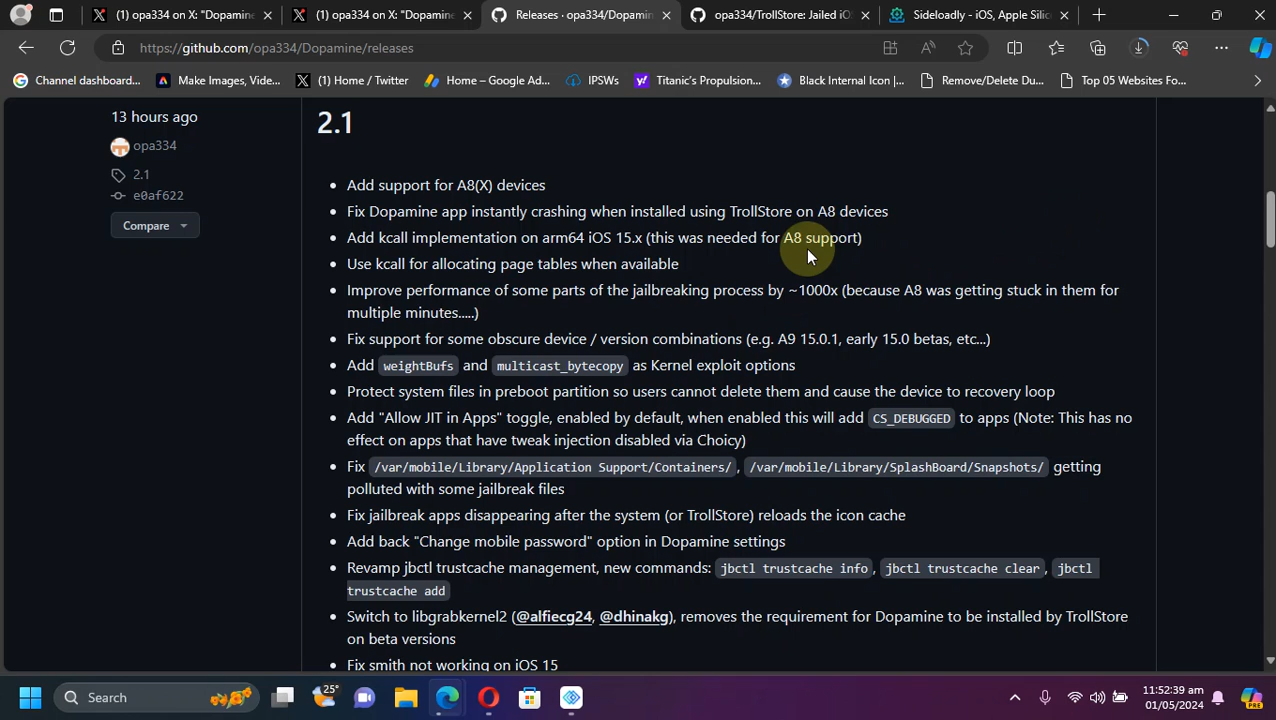 (1) opa334 on X: "Dopamine
(1) opa334 on X: "Dopamine
Releases · opa334/Dopamin
opa334/TrollStore: Jailed iO
Sideloadly - iOS, Apple Silic
https://github.com/opa334/Dopamine/releases
Channel dashboard...
Make Images, Vide...
(1) Home / Twitter
Home – Google Ad...
IPSWs
Titanic's Propulsion...
Black Internal Icon |...
Remove/Delete Du...
Top 05 Websites Fo...
13 hours ago
opa334
2.1
e0af622
Compare
2.1
Add support for A8(X) devices
Fix Dopamine app instantly crashing when installed using TrollStore on A8 devices
Add kcall implementation on arm64 iOS 15.x (this was needed for A8 support)
Use kcall for allocating page tables when available
Improve performance of some parts of the jailbreaking process by ~1000x (because A8 was getting stuck in them for
multiple minutes.....)
Fix support for some obscure device / version combinations (e.g. A9 15.0.1, early 15.0 betas, etc...)
Add weightBufs and multicast_bytecopy as Kernel exploit options
Protect system files in preboot partition so users cannot delete them and cause the device to recovery loop
Add "Allow JIT in Apps" toggle, enabled by default, when enabled this will add CS_DEBUGGED to apps (Note: This has no
effect on apps that have tweak injection disabled via Choicy)
Fix /var/mobile/Library/Application Support/Containers/, /var/mobile/Library/SplashBoard/Snapshots/ getting
polluted with some jailbreak files
Fix jailbreak apps disappearing after the system (or TrollStore) reloads the icon cache
Add back "Change mobile password" option in Dopamine settings
Revamp jbctl trustcache management, new commands: jbctl trustcache info, jbctl trustcache clear, jbctl
trustcache add
Switch to libgrabkernel2 (@alfiecg24, @dhinakg), removes the requirement for Dopamine to be installed by TrollStore
on beta versions
Fix smith not working on iOS 15
Search
25°
11:52:39 am
01/05/2024
PRE